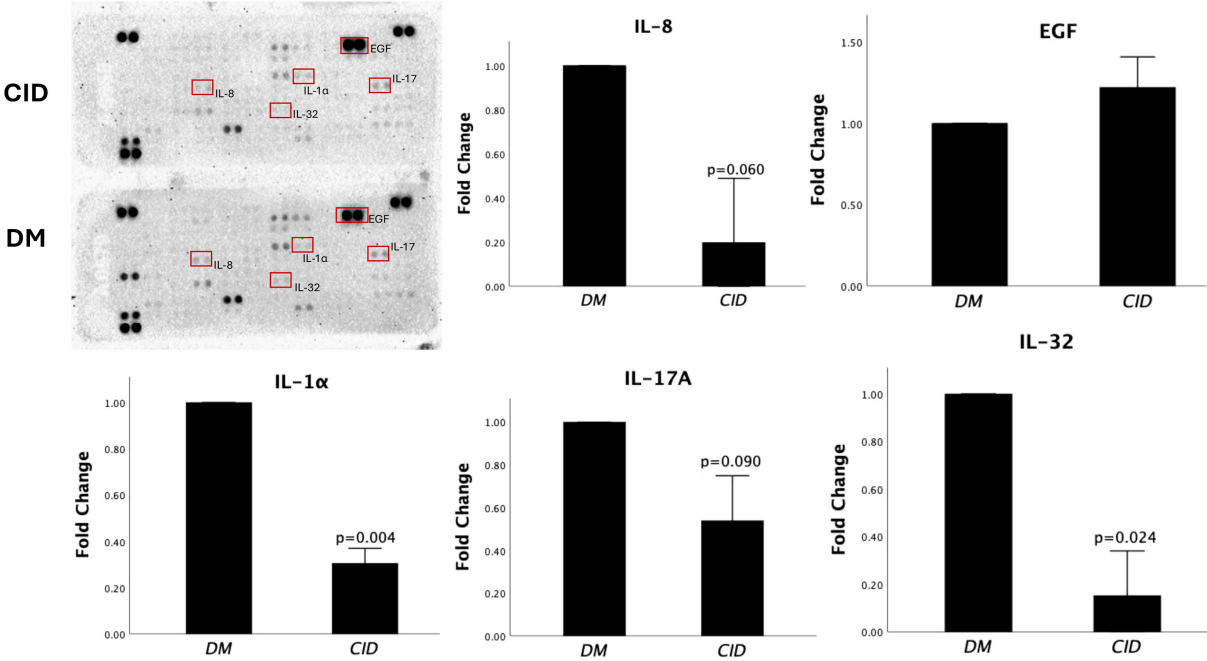 CID
EGF
IL-17
IL-8
IL-1α
IL-32
DM
EGF
IL-17
IL-8
IL-1α
IL-32
IL-8
Fold Change
1.00
0.80
0.60
0.40
0.20
0.00
p=0.060
DM CID
EGF
Fold Change
1.50
1.00
0.50
0.00
DM CID
IL-1α
Fold Change
1.00
0.80
0.60
0.40
0.20
0.00
p=0.004
DM CID
IL-17A
Fold Change
1.00
0.80
0.60
0.40
0.20
0.00
p=0.090
DM CID
IL-32
Fold Change
1.00
0.80
0.60
0.40
0.20
0.00
p=0.024
DM CID